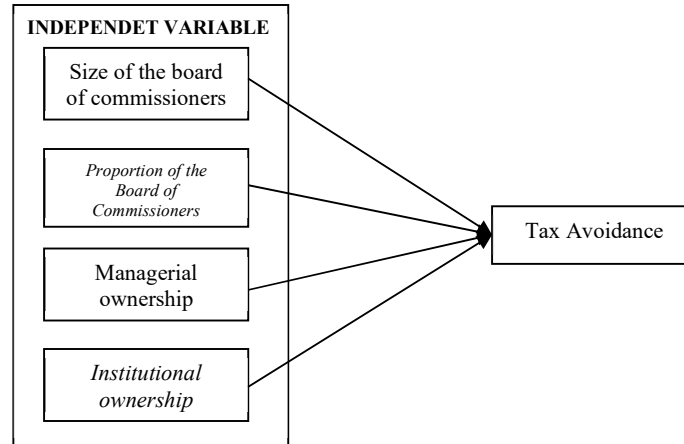 INDEPENDET VARIABLE
Size of the board
of commissioners
Proportion of the
Board of
Commissioners
Managerial
ownership
Institutional
ownership
Tax Avoidance